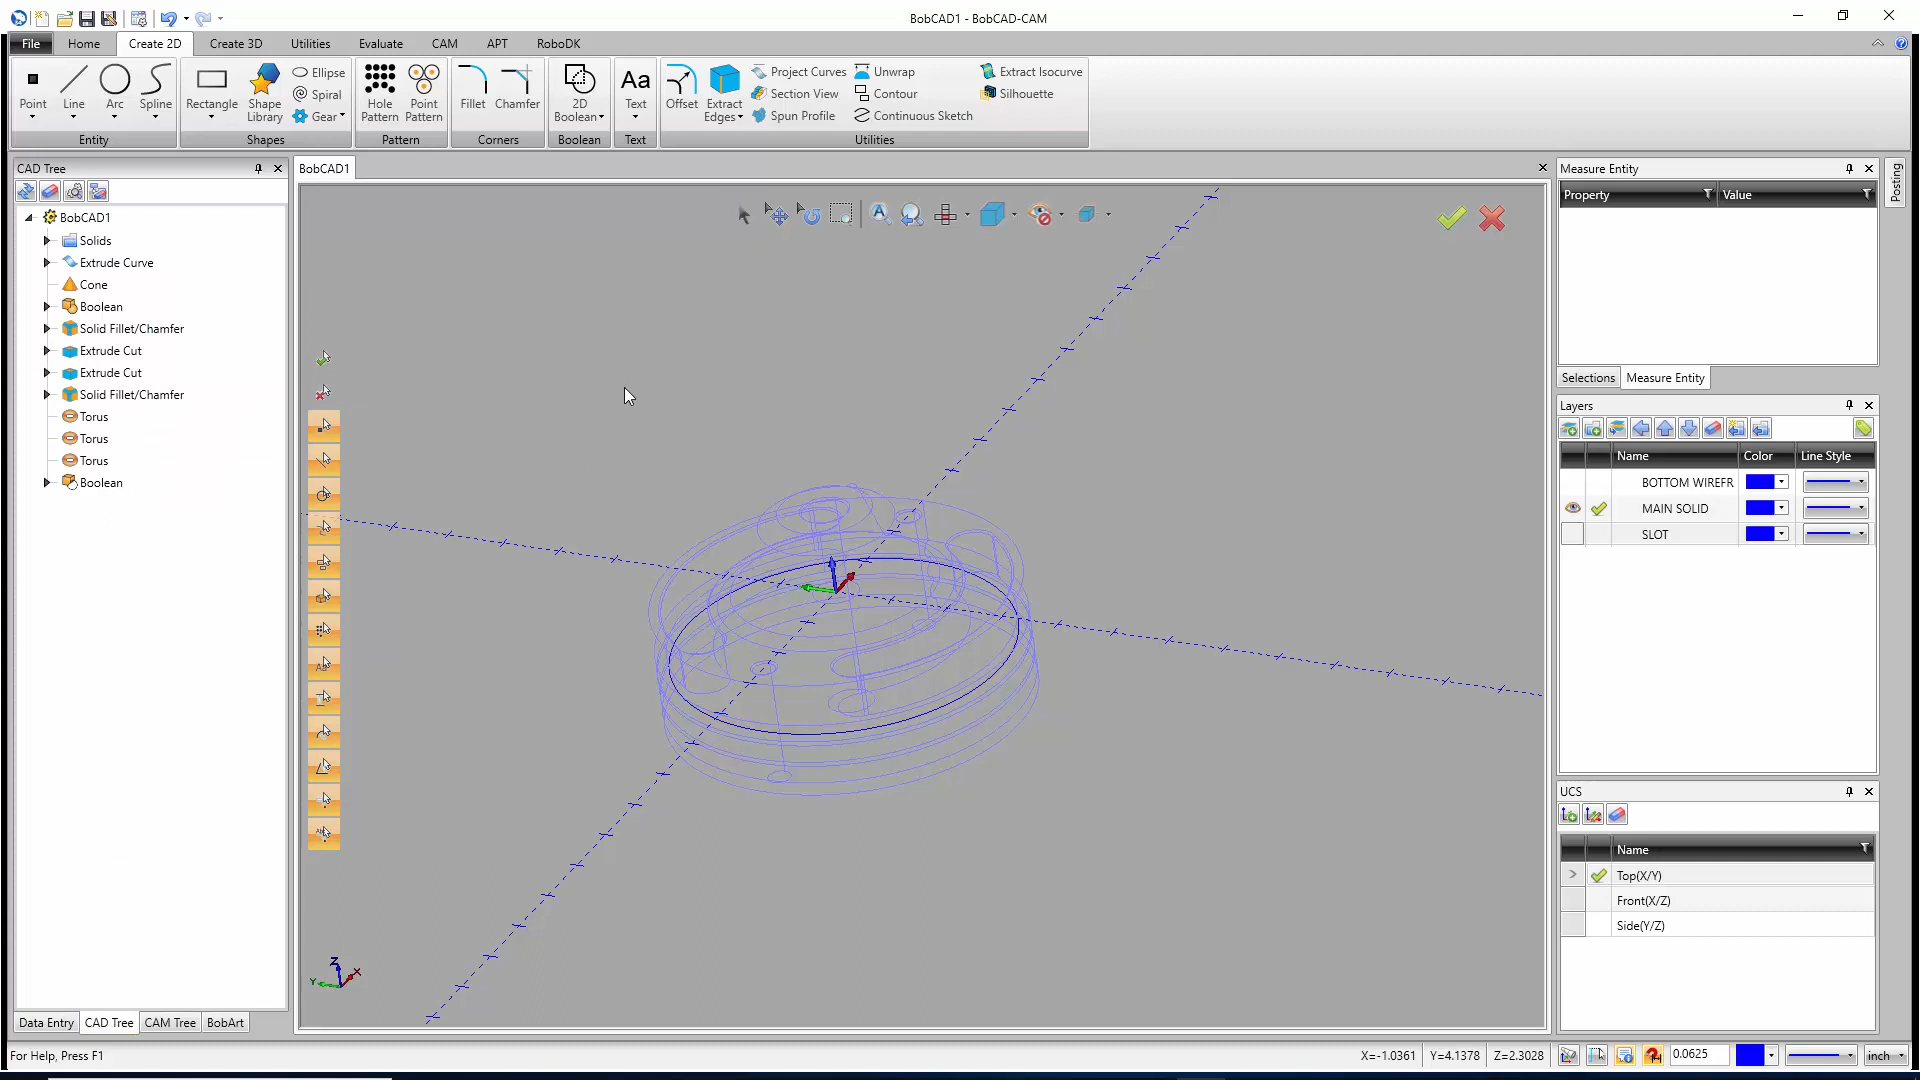 BobCAD1 - BobCAD-CAM
File Home Create 2D Create 3D Utilities Evaluate CAM APT RoboDK
Point Line Arc Spline
Entity
Rectangle Shape Library Ellipse Spiral Gear
Shapes
Hole Pattern Point Pattern
Pattern
Fillet Chamfer
Corners
2D Boolean
Boolean
Aa
Text
Text
Offset Extract Edges Project Curves Section View Spun Profile Unwrap Contour Continuous Sketch Extract Isocurve Silhouette
Utilities
CAD Tree
BobCAD1
Solids
Extrude Curve
Cone
Boolean
Solid Fillet/Chamfer
Extrude Cut
Extrude Cut
Solid Fillet/Chamfer
Torus
Torus
Torus
Boolean
Data Entry CAD Tree CAM Tree BobArt
BobCAD1
Z
X
Y
Measure Entity
Property Value
Selections Measure Entity
Posting
Layers
Name Color Line Style
BOTTOM WIREFR
MAIN SOLID
SLOT
UCS
Name
> Top(X/Y)
Front(X/Z)
Side(Y/Z)
For Help, Press F1
X=-1.0361 Y=4.1378 Z=2.3028 0.0625 inch